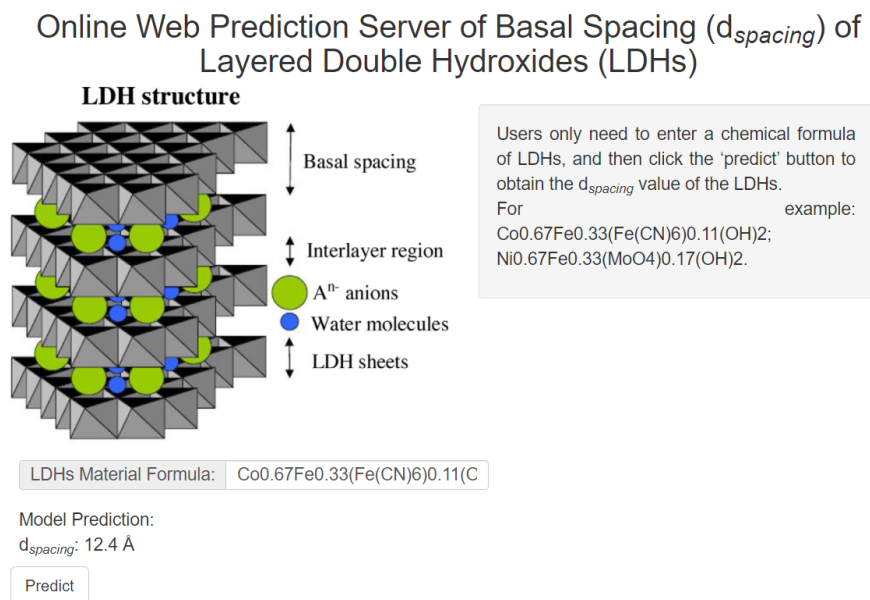 Online Web Prediction Server of Basal Spacing (dspacing) of
Layered Double Hydroxides (LDHs)
LDH structure
Basal spacing
Interlayer region
Aⁿ⁻ anions
Water molecules
LDH sheets
Users only need to enter a chemical formula
of LDHs, and then click the ‘predict’ button to
obtain the dspacing value of the LDHs.
For example:
Co0.67Fe0.33(Fe(CN)6)0.11(OH)2;
Ni0.67Fe0.33(MoO4)0.17(OH)2.
LDHs Material Formula: Co0.67Fe0.33(Fe(CN)6)0.11(C
Model Prediction:
dspacing: 12.4 Å
Predict